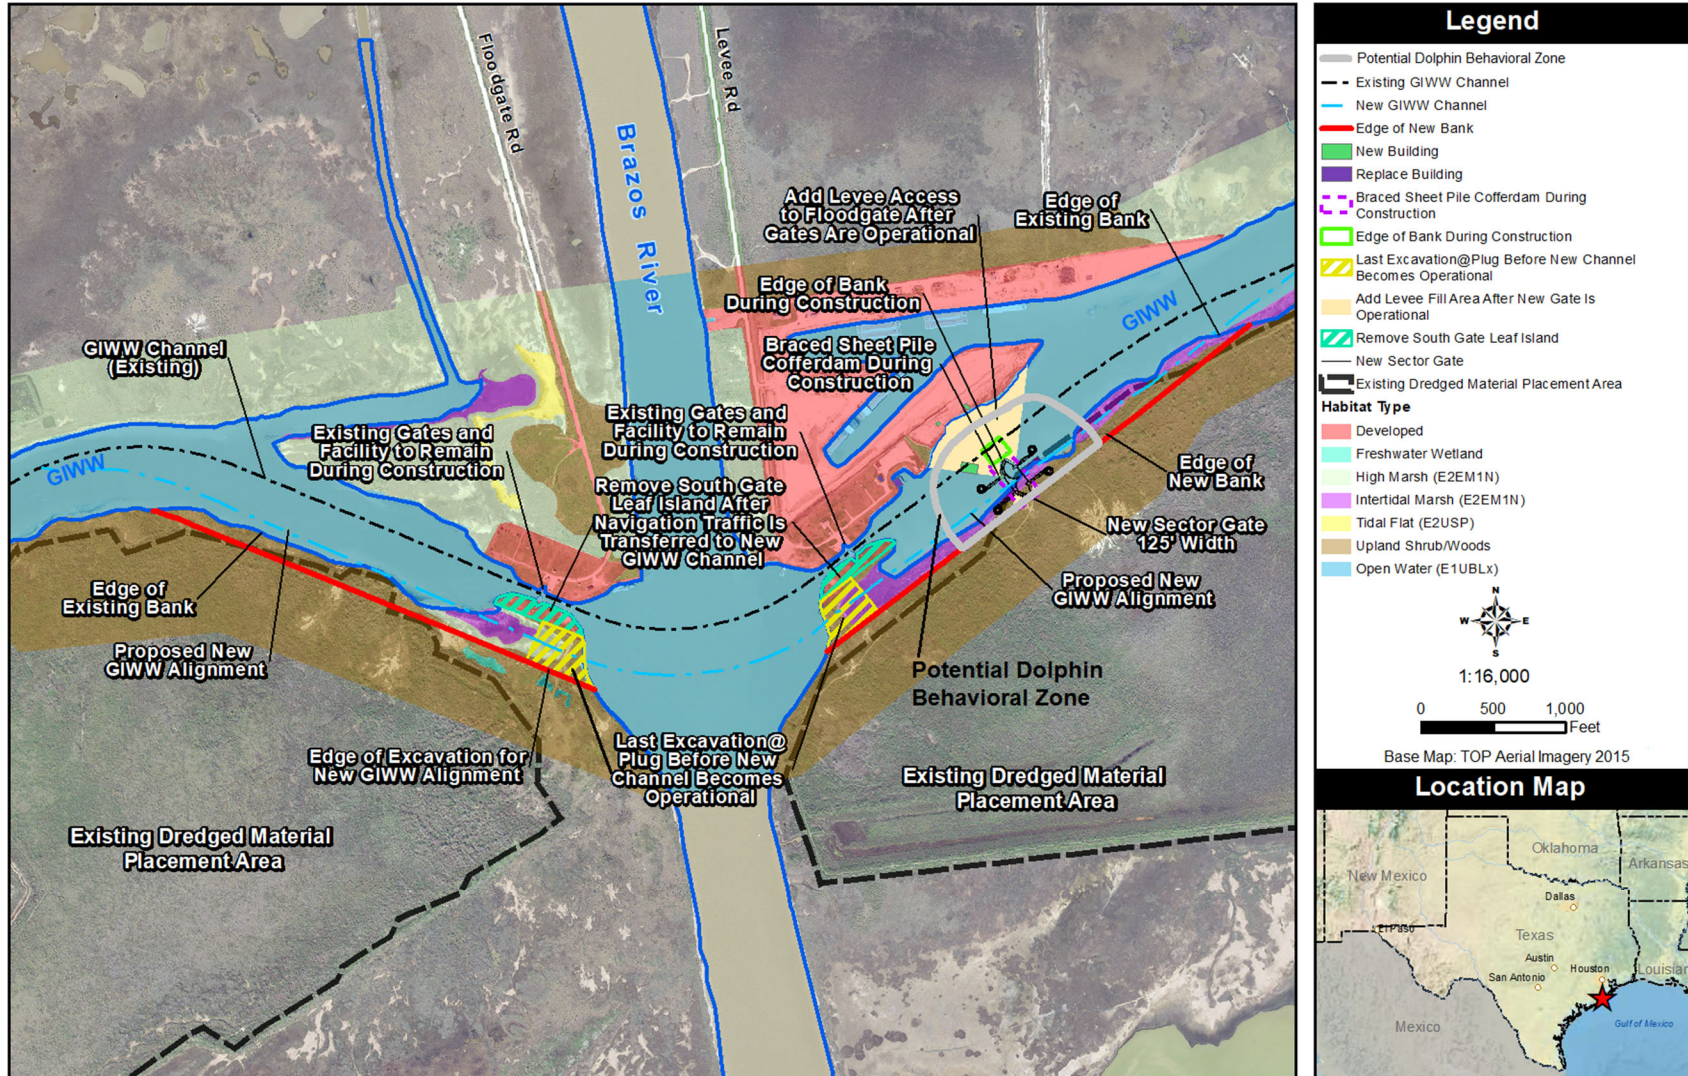 Floodgate Rd
Levee Rd
Brazos River
Add Levee Access
to Floodgate After
Gates Are Operational
Edge of
Existing Bank
Edge of Bank
During Construction
GIWW
GIWW Channel
(Existing)
Braced Sheet Pile
Cofferdam During
Construction
Existing Gates and
Facility to Remain
During Construction
Existing Gates and
Facility to Remain
During Construction
GIWW
Remove South Gate
Leaf Island After
Navigation Traffic Is
Transferred to New
GIWW Channel
Edge of
New Bank
New Sector Gate
125' Width
Edge of
Existing Bank
Proposed New
GIWW Alignment
Proposed New
GIWW Alignment
Potential Dolphin
Behavioral Zone
Edge of Excavation for
New GIWW Alignment
Last Excavation@
Plug Before New
Channel Becomes
Operational
Existing Dredged Material
Placement Area
Existing Dredged Material
Placement Area
Legend
Potential Dolphin Behavioral Zone
Existing GIWW Channel
New GIWW Channel
Edge of New Bank
New Building
Replace Building
Braced Sheet Pile Cofferdam During
Construction
Edge of Bank During Construction
Last Excavation@Plug Before New Channel
Becomes Operational
Add Levee Fill Area After New Gate Is
Operational
Remove South Gate Leaf Island
New Sector Gate
Existing Dredged Material Placement Area
Habitat Type
Developed
Freshwater Wetland
High Marsh (E2EM1N)
Intertidal Marsh (E2EM1N)
Tidal Flat (E2USP)
Upland Shrub/Woods
Open Water (E1UBLx)
N
W E
S
1:16,000
0 500 1,000
Feet
Base Map: TOP Aerial Imagery 2015
Location Map
Oklahoma
Arkansas
New Mexico
Dallas
El Paso
Texas
Austin
Houston
San Antonio
Louisian
Mexico
Gulf of Mexico